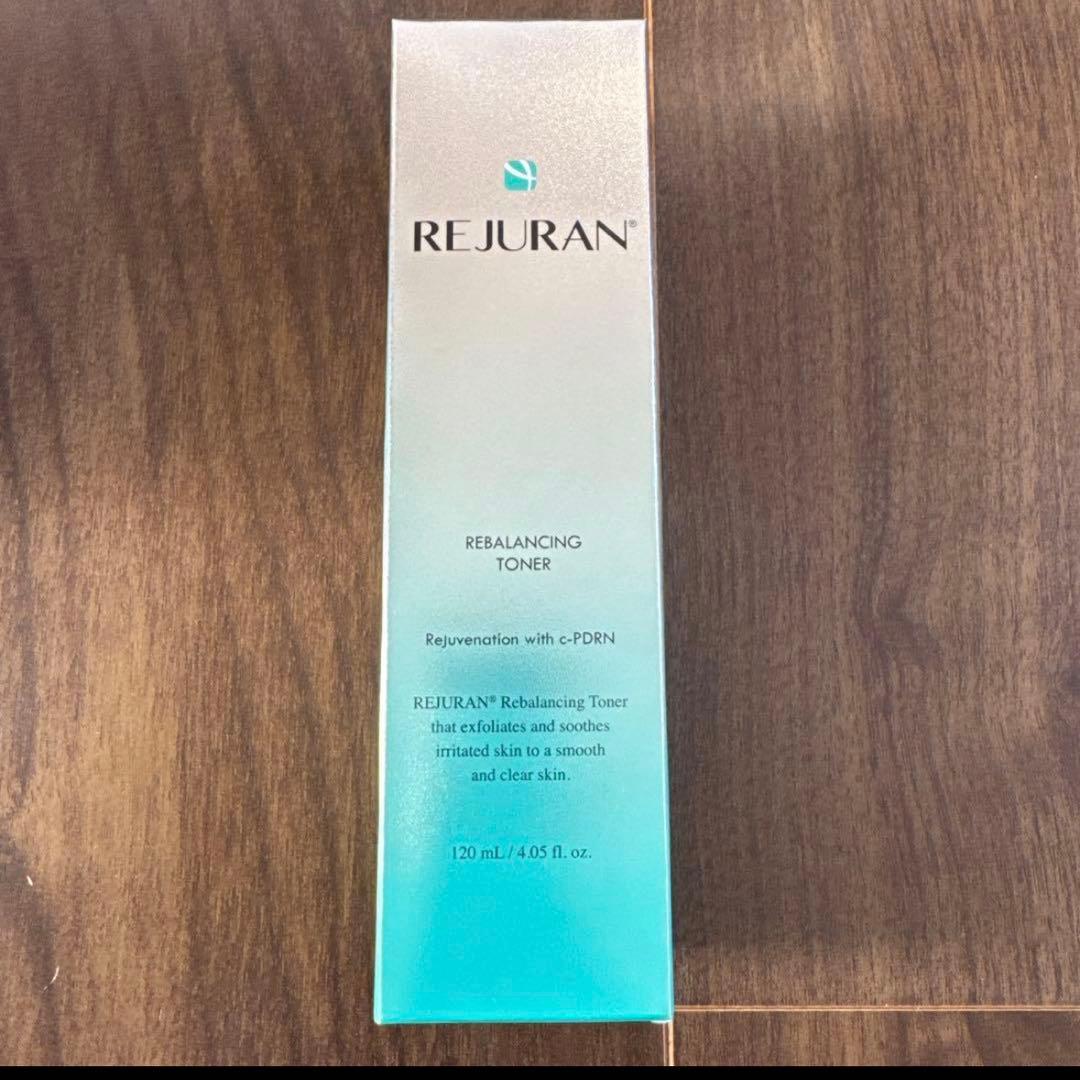 REJURAN®
REBALANCING
TONER
Rejuvenation with c-PDRN
REJURAN® Rebalancing Toner
that exfoliates and soothes
irritated skin to a smooth
and clear skin.
120 mL / 4.05 fl. oz.